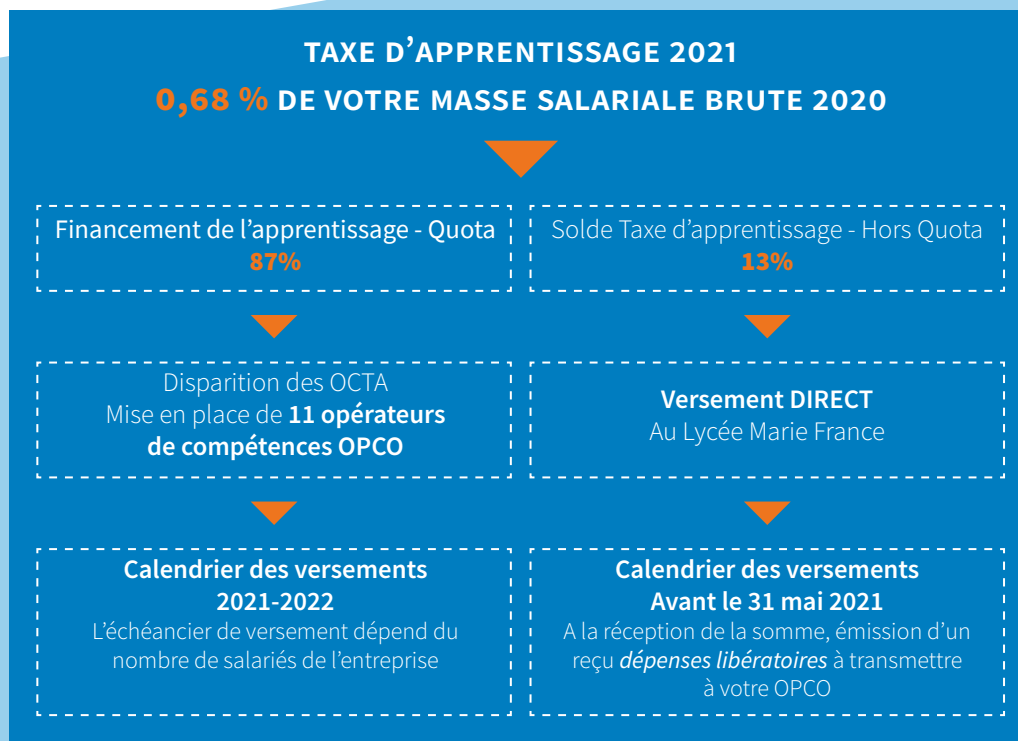 TAXE D’APPRENTISSAGE 2021
0,68 % DE VOTRE MASSE SALARIALE BRUTE 2020
Financement de l’apprentissage - Quota
87%
Solde Taxe d’apprentissage - Hors Quota
13%
Disparition des OCTA
Mise en place de 11 opérateurs
de compétences OPCO
Versement DIRECT
Au Lycée Marie France
Calendrier des versements
2021-2022
L’échéancier de versement dépend du
nombre de salariés de l’entreprise
Calendrier des versements
Avant le 31 mai 2021
A la réception de la somme, émission d’un
reçu dépenses libératoires à transmettre
à votre OPCO